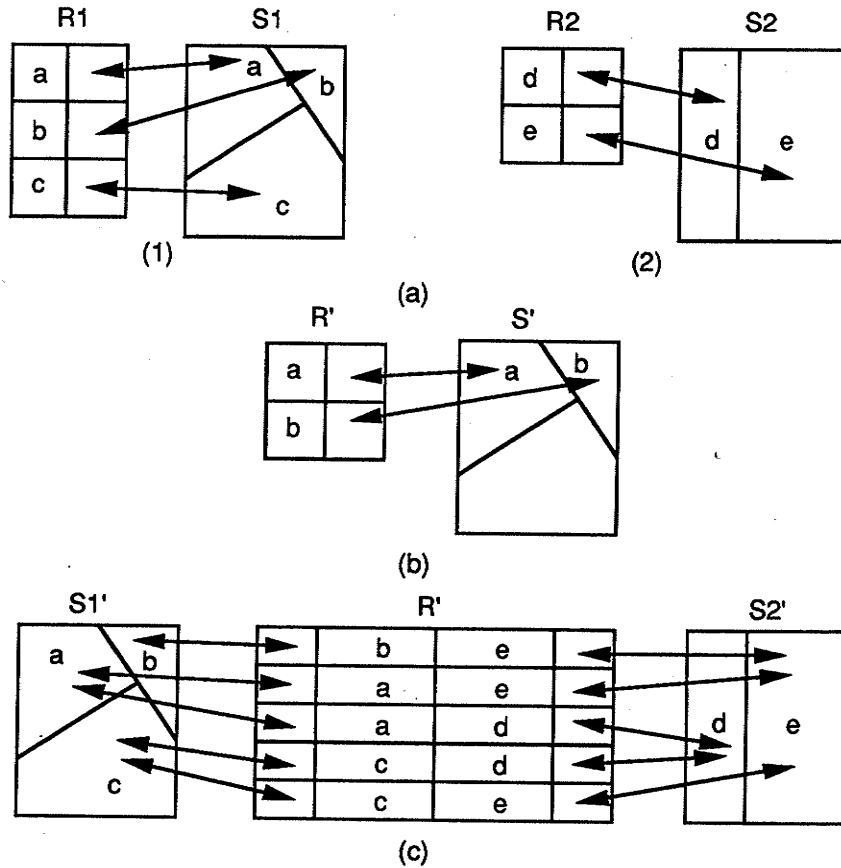 R1 S1 R2 S2
a a b d
b d e
c c e
(1) (2)
(a)
R' S'
a a b
b
(b)
S1' R' S2'
b e
a b a e
a d d e
c d
c c e
(c)